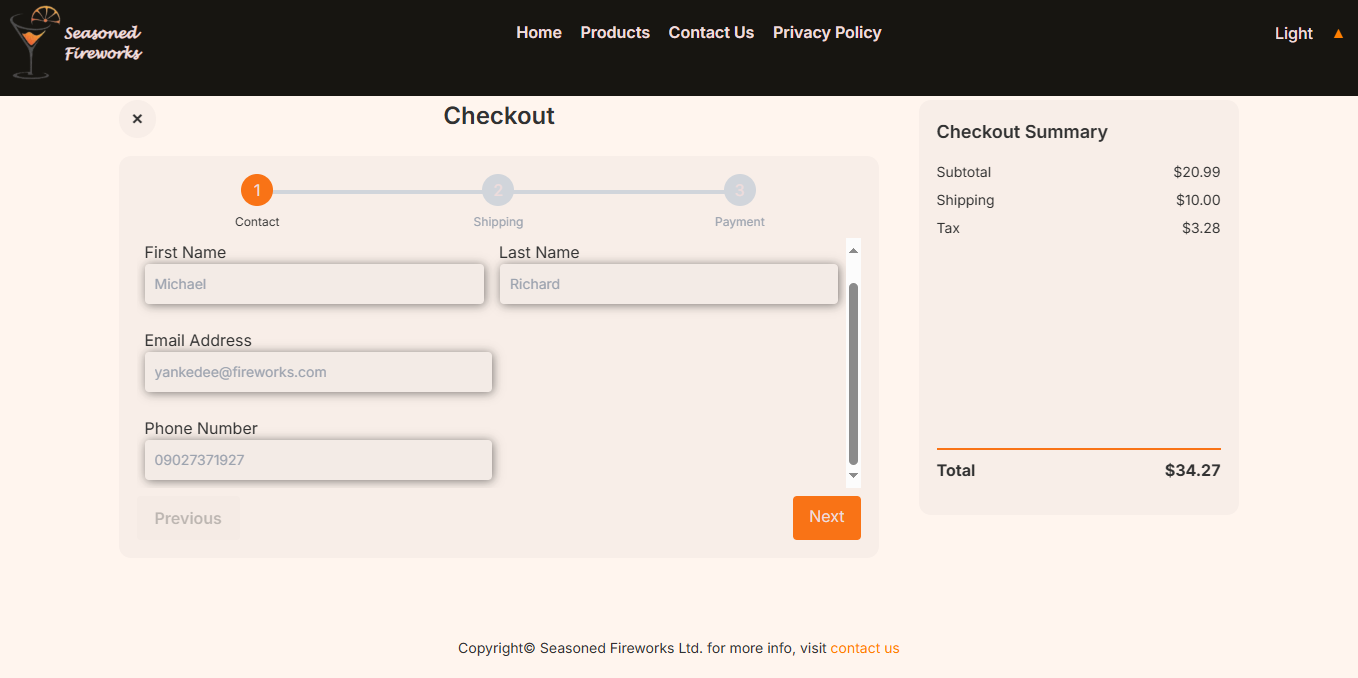 Seasoned
Fireworks
Home Products Contact Us Privacy Policy
Light
Checkout
1 2 3
Contact Shipping Payment
First Name Last Name
Michael Richard
Email Address
yankedee@fireworks.com
Phone Number
09027371927
Previous Next
Checkout Summary
Subtotal $20.99
Shipping $10.00
Tax $3.28
Total $34.27
Copyright© Seasoned Fireworks Ltd. for more info, visit contact us